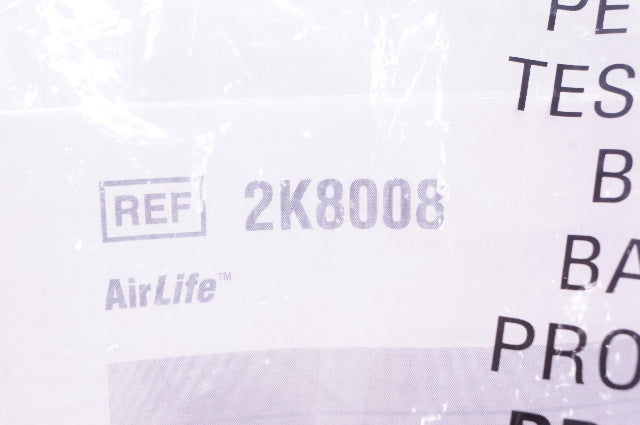 PE
TES
B
BA
PRO
REF 2K8008
AirLife™